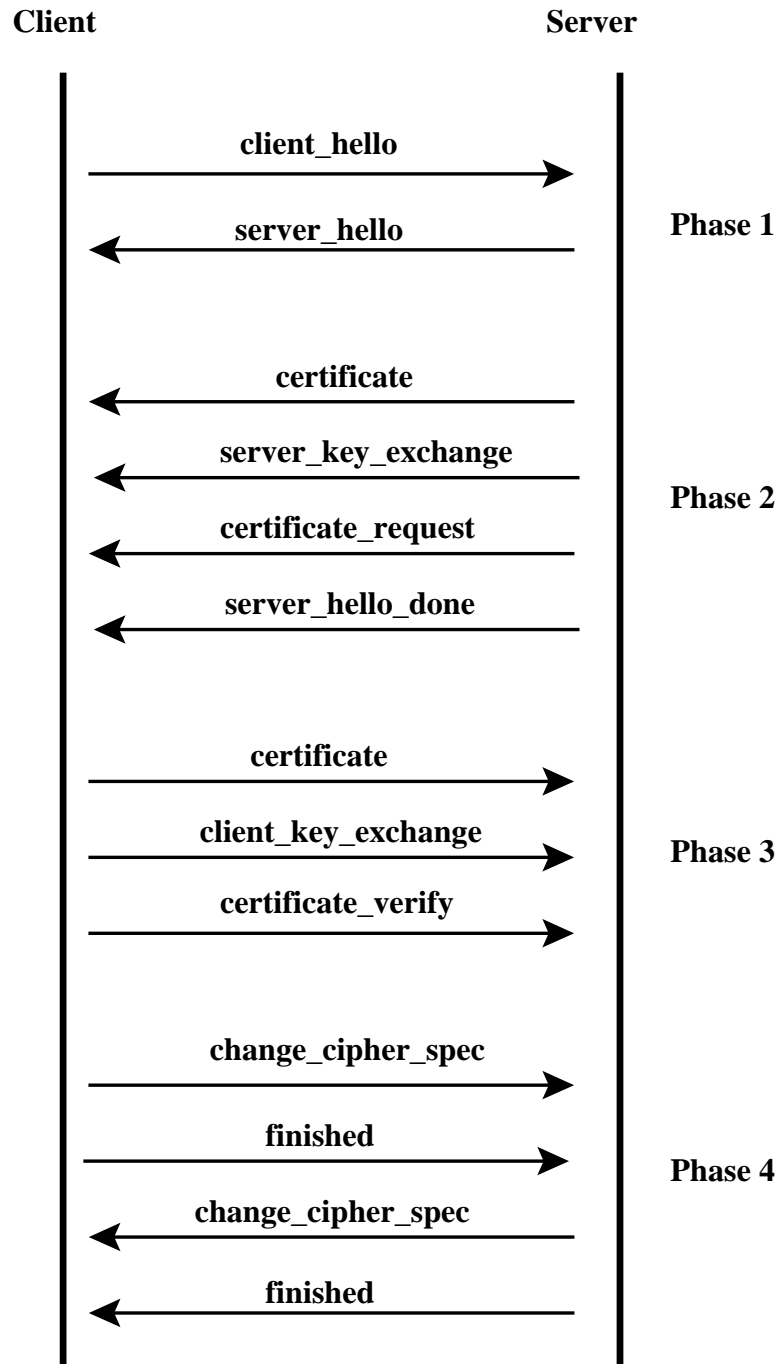 Client
Server
client_hello
server_hello
Phase 1
certificate
server_key_exchange
certificate_request
server_hello_done
Phase 2
certificate
client_key_exchange
certificate_verify
Phase 3
change_cipher_spec
finished
change_cipher_spec
finished
Phase 4